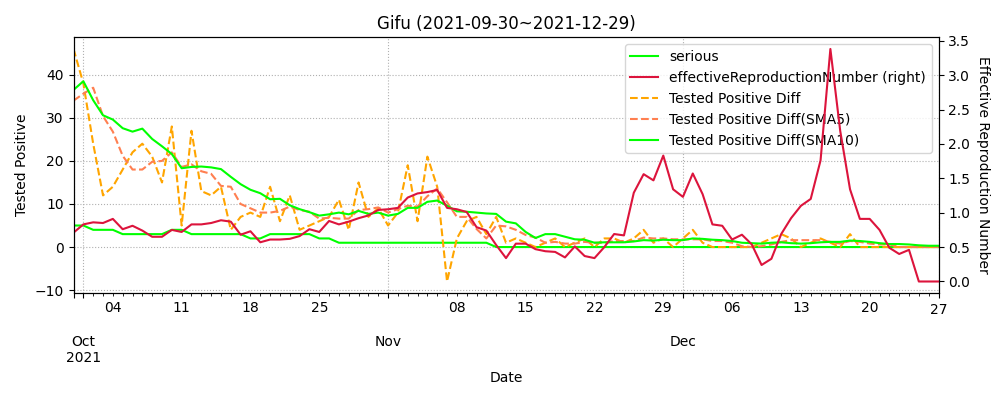 Gifu (2021-09-30~2021-12-29)
serious
effectiveReproductionNumber (right)
Tested Positive Diff
Tested Positive Diff(SMA5)
Tested Positive Diff(SMA10)
Tested Positive
40
30
20
10
0
−10
3.5
3.0
2.5
2.0
1.5
1.0
0.5
0.0
Effective Reproduction Number
04 11 18 25 08 15 22 29 06 13 20 27
Oct Nov Dec
2021
Date